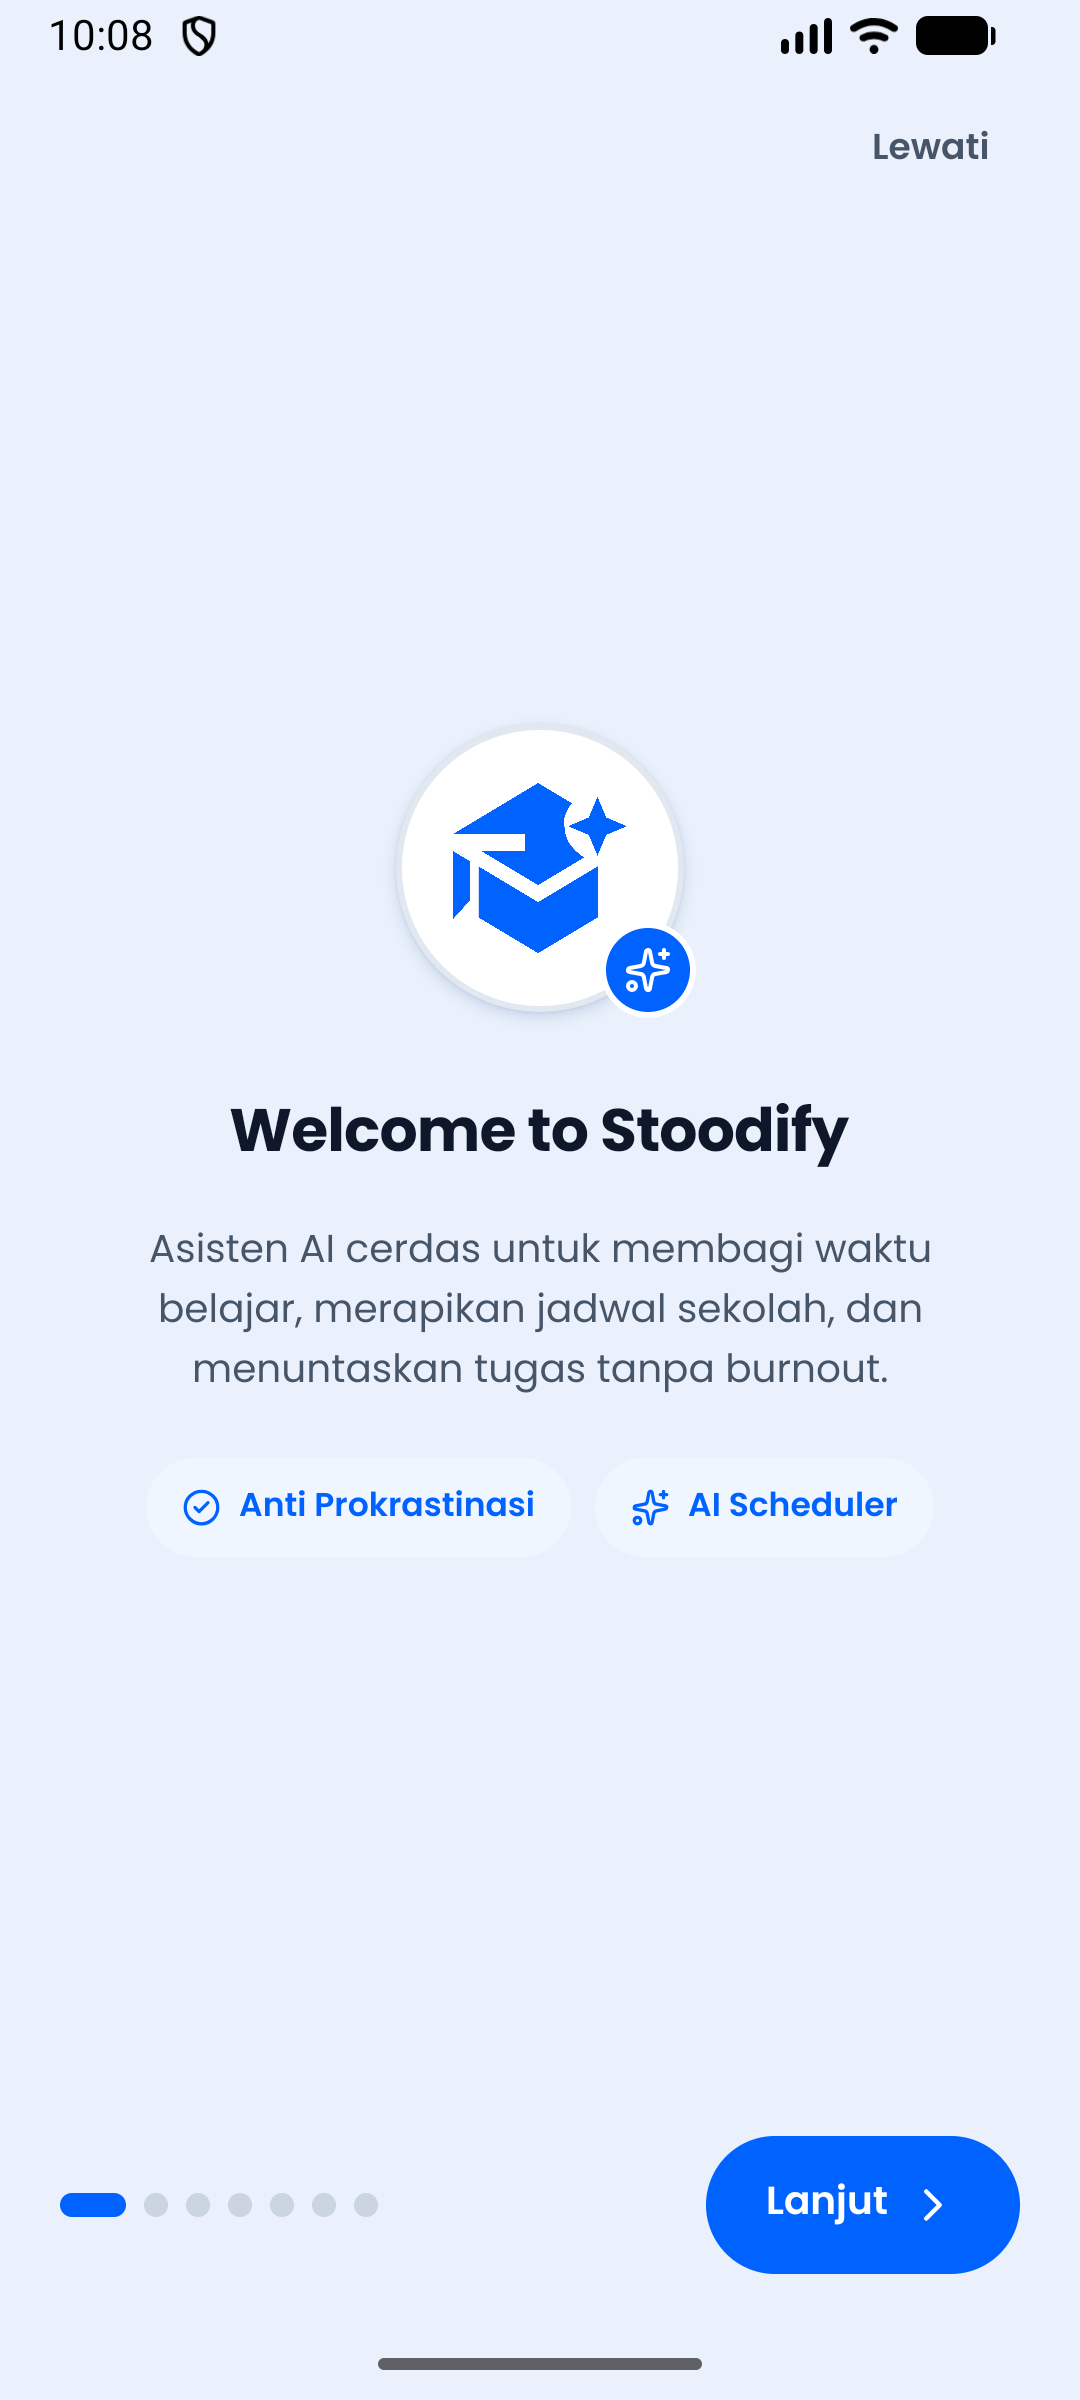 10:08
Lewati
Welcome to Stoodify
Asisten AI cerdas untuk membagi waktu
belajar, merapikan jadwal sekolah, dan
menuntaskan tugas tanpa burnout.
Anti Prokrastinasi
AI Scheduler
Lanjut